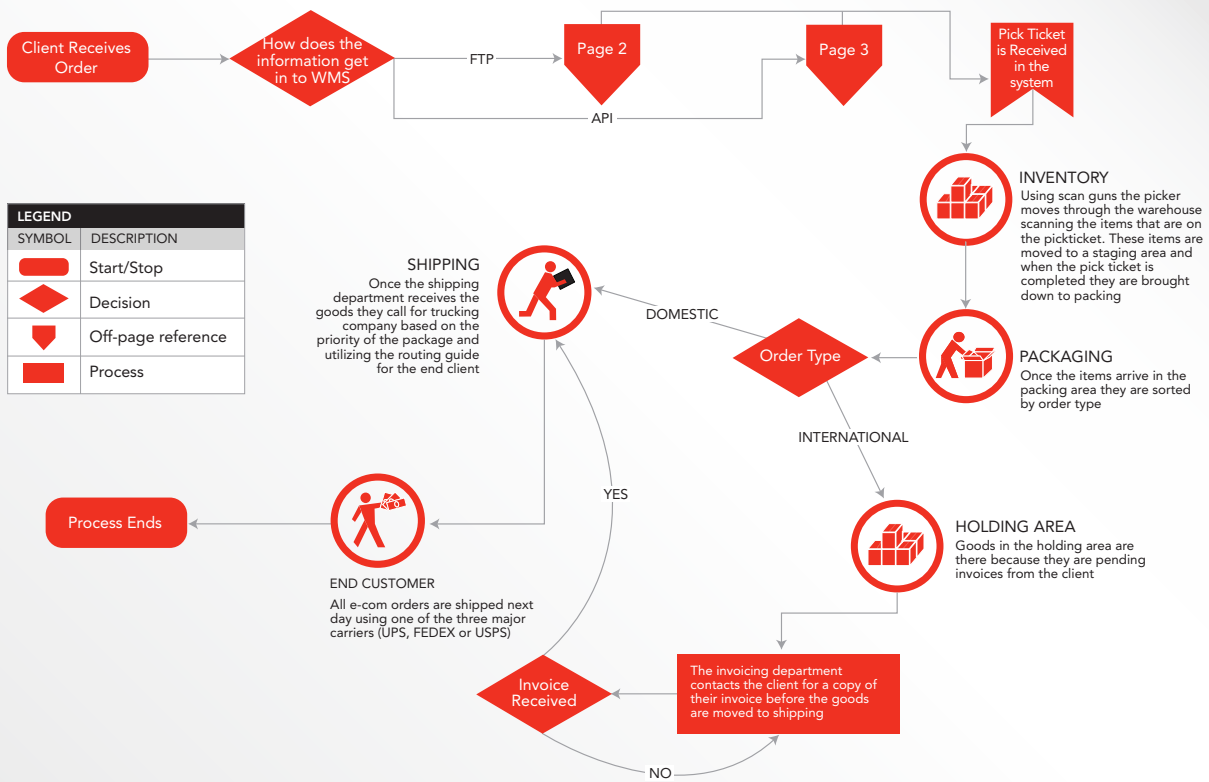 Client Receives
Order
How does the
information get
in to WMS
FTP
API
Page 2
Page 3
Pick Ticket
is Received
in the
system
INVENTORY
Using scan guns the picker
moves through the warehouse
scanning the items that are on
the pickticket. These items are
moved to a staging area and
when the pick ticket is
completed they are brought
down to packing
LEGEND
SYMBOL DESCRIPTION
Start/Stop
Decision
Off-page reference
Process
SHIPPING
Once the shipping
department receives the
goods they call for trucking
company based on the
priority of the package and
utilizing the routing guide
for the end client
DOMESTIC
Order Type
PACKAGING
Once the items arrive in the
packing area they are sorted
by order type
INTERNATIONAL
YES
Process Ends
END CUSTOMER
All e-com orders are shipped next
day using one of the three major
carriers (UPS, FEDEX or USPS)
HOLDING AREA
Goods in the holding area are
there because they are pending
invoices from the client
Invoice
Received
The invoicing department
contacts the client for a copy of
their invoice before the goods
are moved to shipping
NO